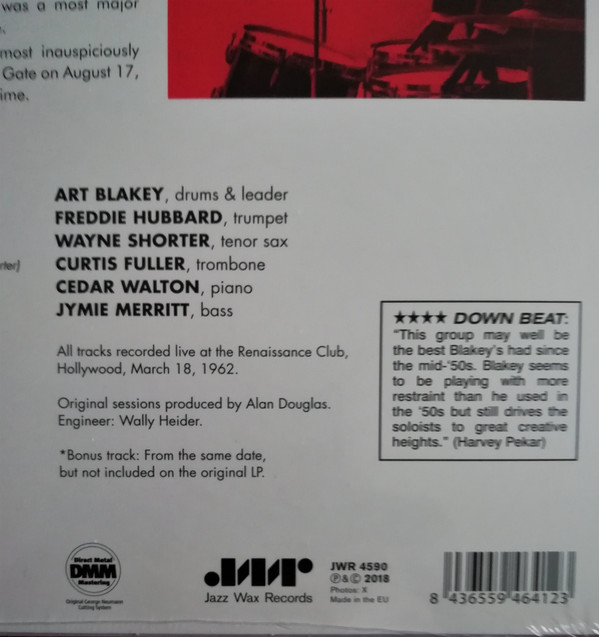 was a most major
most inauspiciously
Gate on August 17,
ime.
ART BLAKEY, drums & leader
FREDDIE HUBBARD, trumpet
WAYNE SHORTER, tenor sax
rter)
CURTIS FULLER, trombone
CEDAR WALTON, piano
JYMIE MERRITT, bass
All tracks recorded live at the Renaissance Club,
Hollywood, March 18, 1962.
Original sessions produced by Alan Douglas.
Engineer: Wally Heider.
*Bonus track: From the same date,
but not included on the original LP.
★★★★ DOWN BEAT:
"This group may well be
the best Blakey's had since
the mid-'50s. Blakey seems
to be playing with more
restraint than he used in
the '50s but still drives the
soloists to great creative
heights." (Harvey Pekar)
Direct Metal
DMM
Mastering
Original George Neumann
Cutting System
JWR
Jazz Wax Records
JWR 4590
℗&© 2018
Photos: X
Made in the EU
8 436559 464123